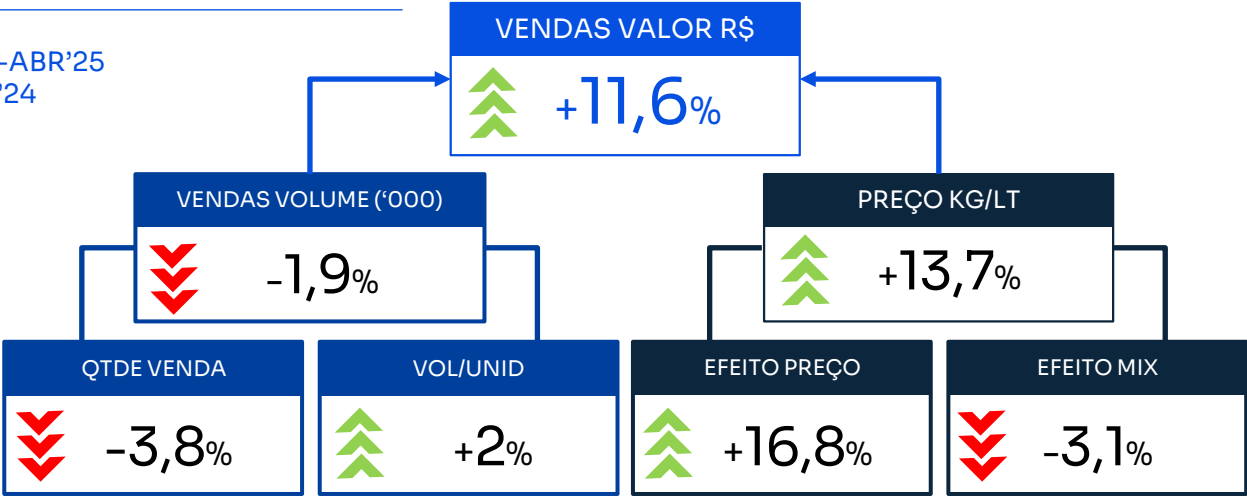 -ABR’25
’24
VENDAS VALOR R$
+11,6%
VENDAS VOLUME (‘000)
-1,9%
PREÇO KG/LT
+13,7%
QTDE VENDA
-3,8%
VOL/UNID
+2%
EFEITO PREÇO
+16,8%
EFEITO MIX
-3,1%